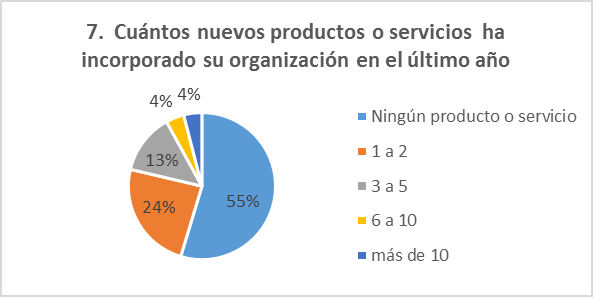 7. Cuántos nuevos productos o servicios ha
incorporado su organización en el último año
4%
4%
13%
24%
55%
Ningún producto o servicio
1 a 2
3 a 5
6 a 10
más de 10